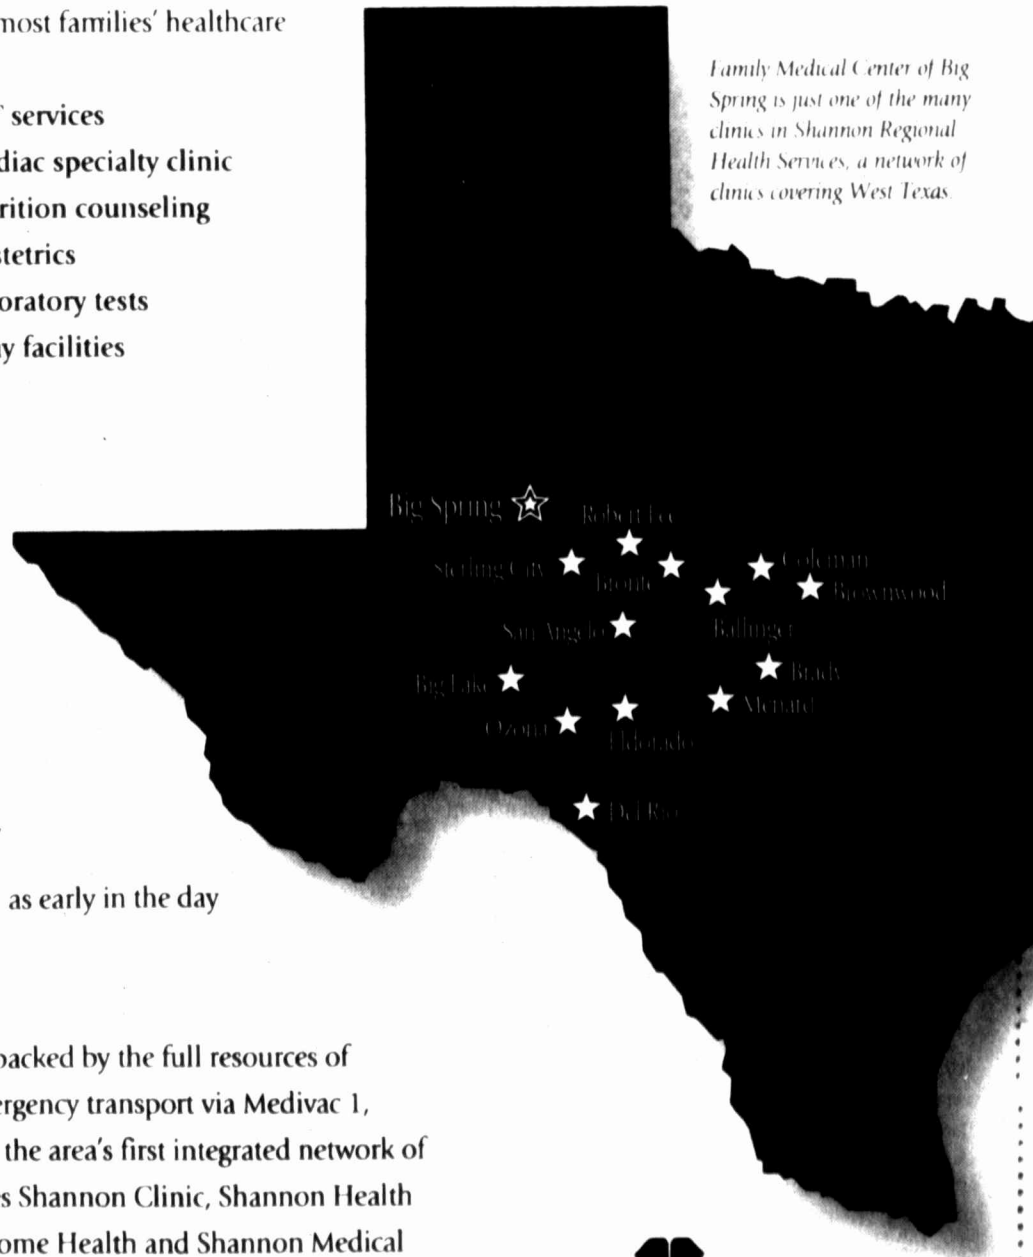 most families' healthcare
services
diac specialty clinic
rition counseling
stetrics
oratory tests
y facilities
Family Medical Center of Big
Spring is just one of the many
clinics in Shannon Regional
Health Services, a network of
clinics covering West Texas.
Big Spring
Robert Lee
Sterling City
Bronte
Coleman
Brownwood
San Angelo
Ballinger
Big Lake
Brady
Menard
Ozona
Eldorado
Del Rio
as early in the day
backed by the full resources of
ergency transport via Medivac 1,
the area's first integrated network of
es Shannon Clinic, Shannon Health
ome Health and Shannon Medical